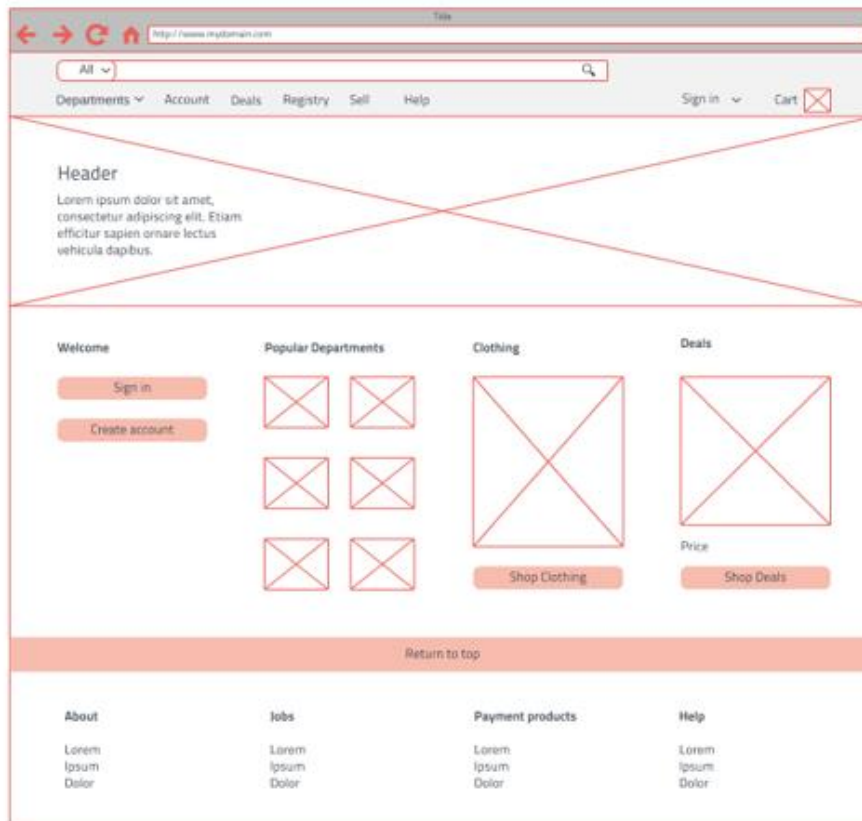 Title
http://www.mydomain.com
All
Departments Account Deals Registry Sell Help Sign in Cart
Header
Lorem ipsum dolor sit amet,
consectetur adipiscing elit. Etiam
efficitur sapien ornare lectus
vehicula dapibus.
Welcome Popular Departments Clothing Deals
Sign in
Create account
Price
Shop Clothing Shop Deals
Return to top
About Jobs Payment products Help
Lorem Lorem Lorem Lorem
Ipsum Ipsum Ipsum Ipsum
Dolor Dolor Dolor Dolor